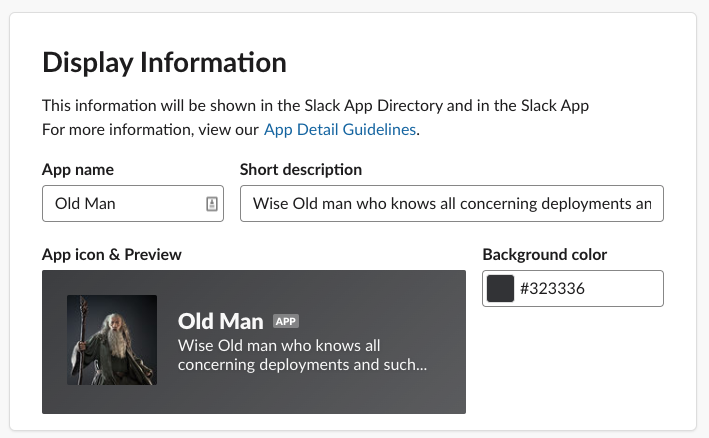 Display Information
This information will be shown in the Slack App Directory and in the Slack App
For more information, view our App Detail Guidelines.
App name
Short description
Old Man
Wise Old man who knows all concerning deployments an
App icon & Preview
Background color
#323336
Old Man APP
Wise Old man who knows all
concerning deployments and such...